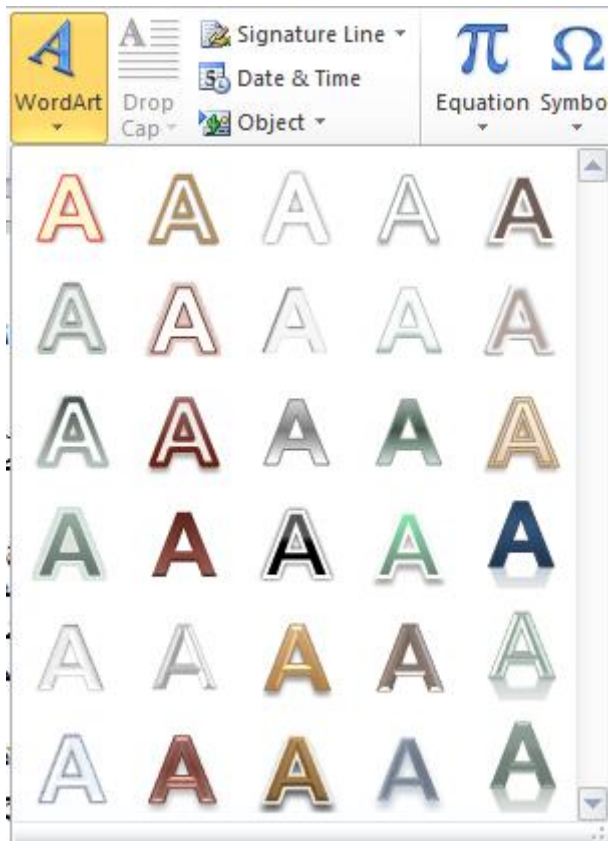 WordArt
Drop
Cap
Signature Line
Date & Time
Object
π
Equation
Ω
Symbo
A A A A A
A A A A A
A A A A A
A A A A A
A A A A A
A A A A A